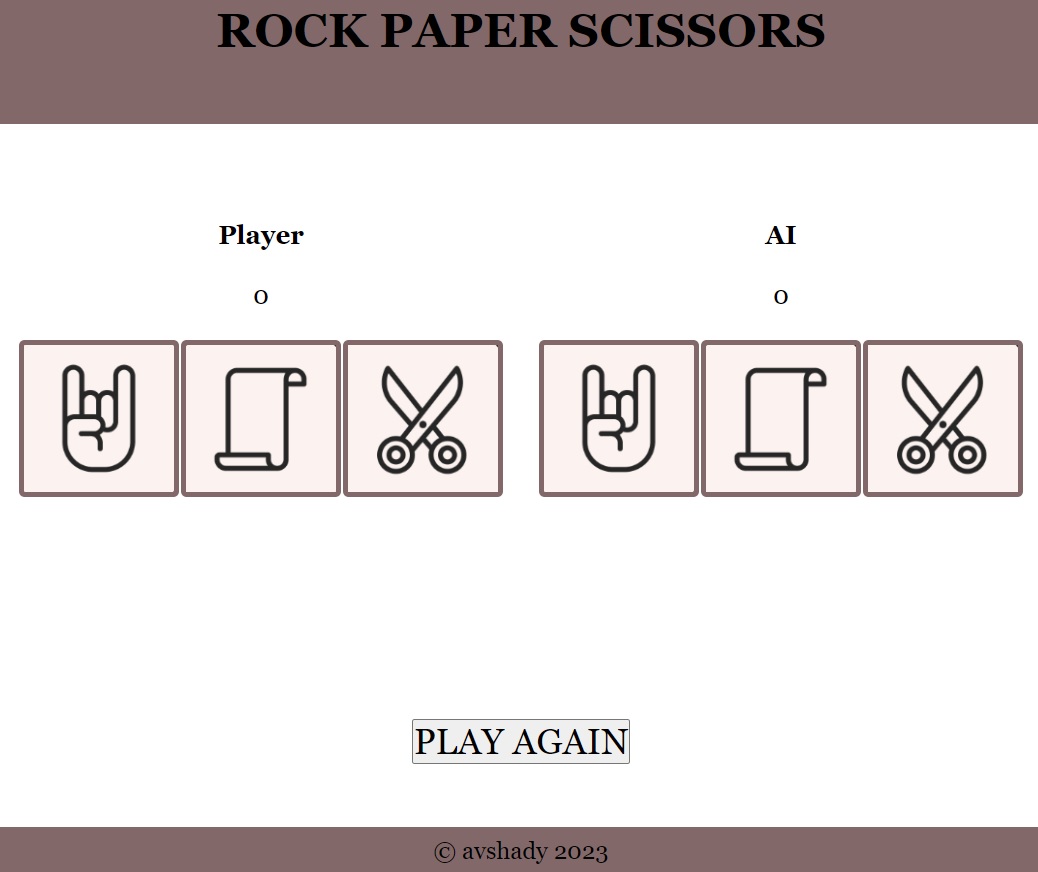 ROCK PAPER SCISSORS
Player
AI
0
0
PLAY AGAIN
© avshady 2023